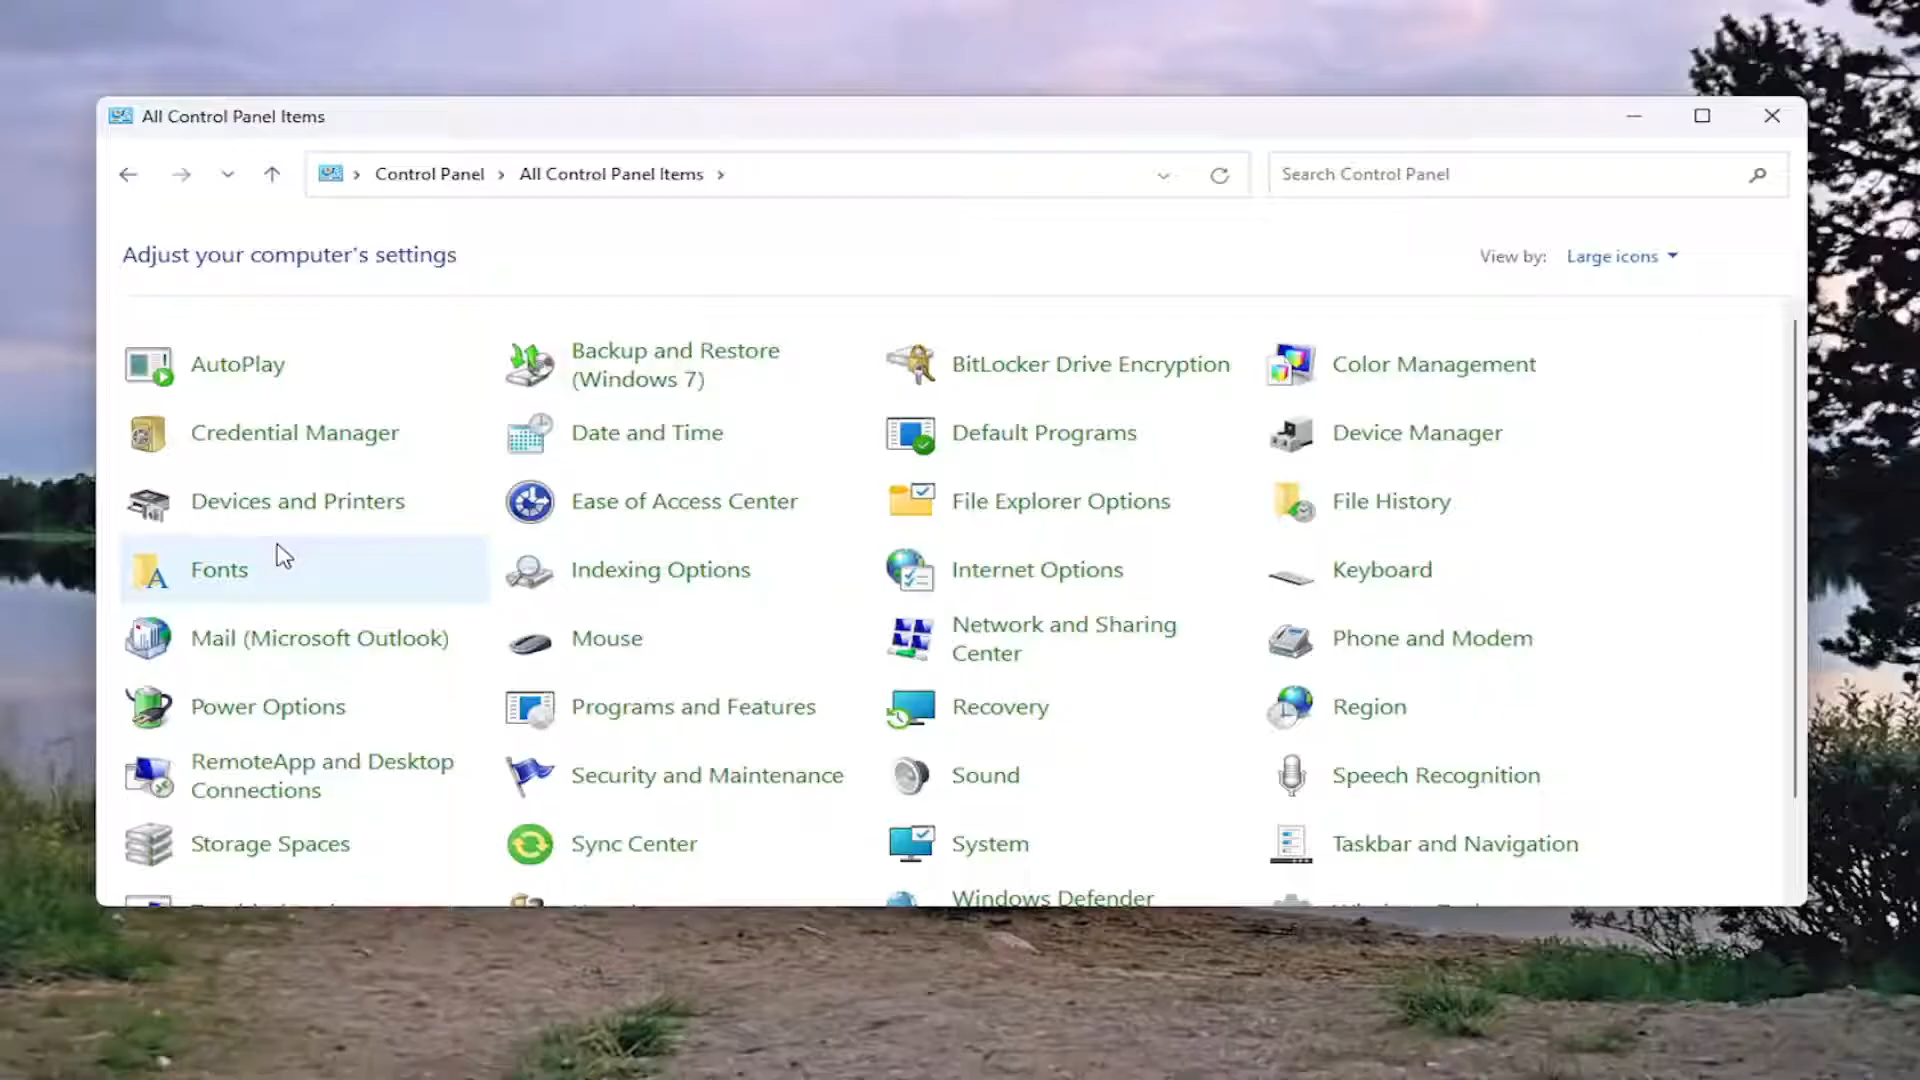 All Control Panel Items
Control Panel
All Control Panel Items
Search Control Panel
Adjust your computer's settings
View by:
Large icons
AutoPlay
Backup and Restore
(Windows 7)
BitLocker Drive Encryption
Color Management
Credential Manager
Date and Time
Default Programs
Device Manager
Devices and Printers
Ease of Access Center
File Explorer Options
File History
Fonts
Indexing Options
Internet Options
Keyboard
Mail (Microsoft Outlook)
Mouse
Network and Sharing
Center
Phone and Modem
Power Options
Programs and Features
Recovery
Region
RemoteApp and Desktop
Connections
Security and Maintenance
Sound
Speech Recognition
Storage Spaces
Sync Center
System
Taskbar and Navigation
Windows Defender